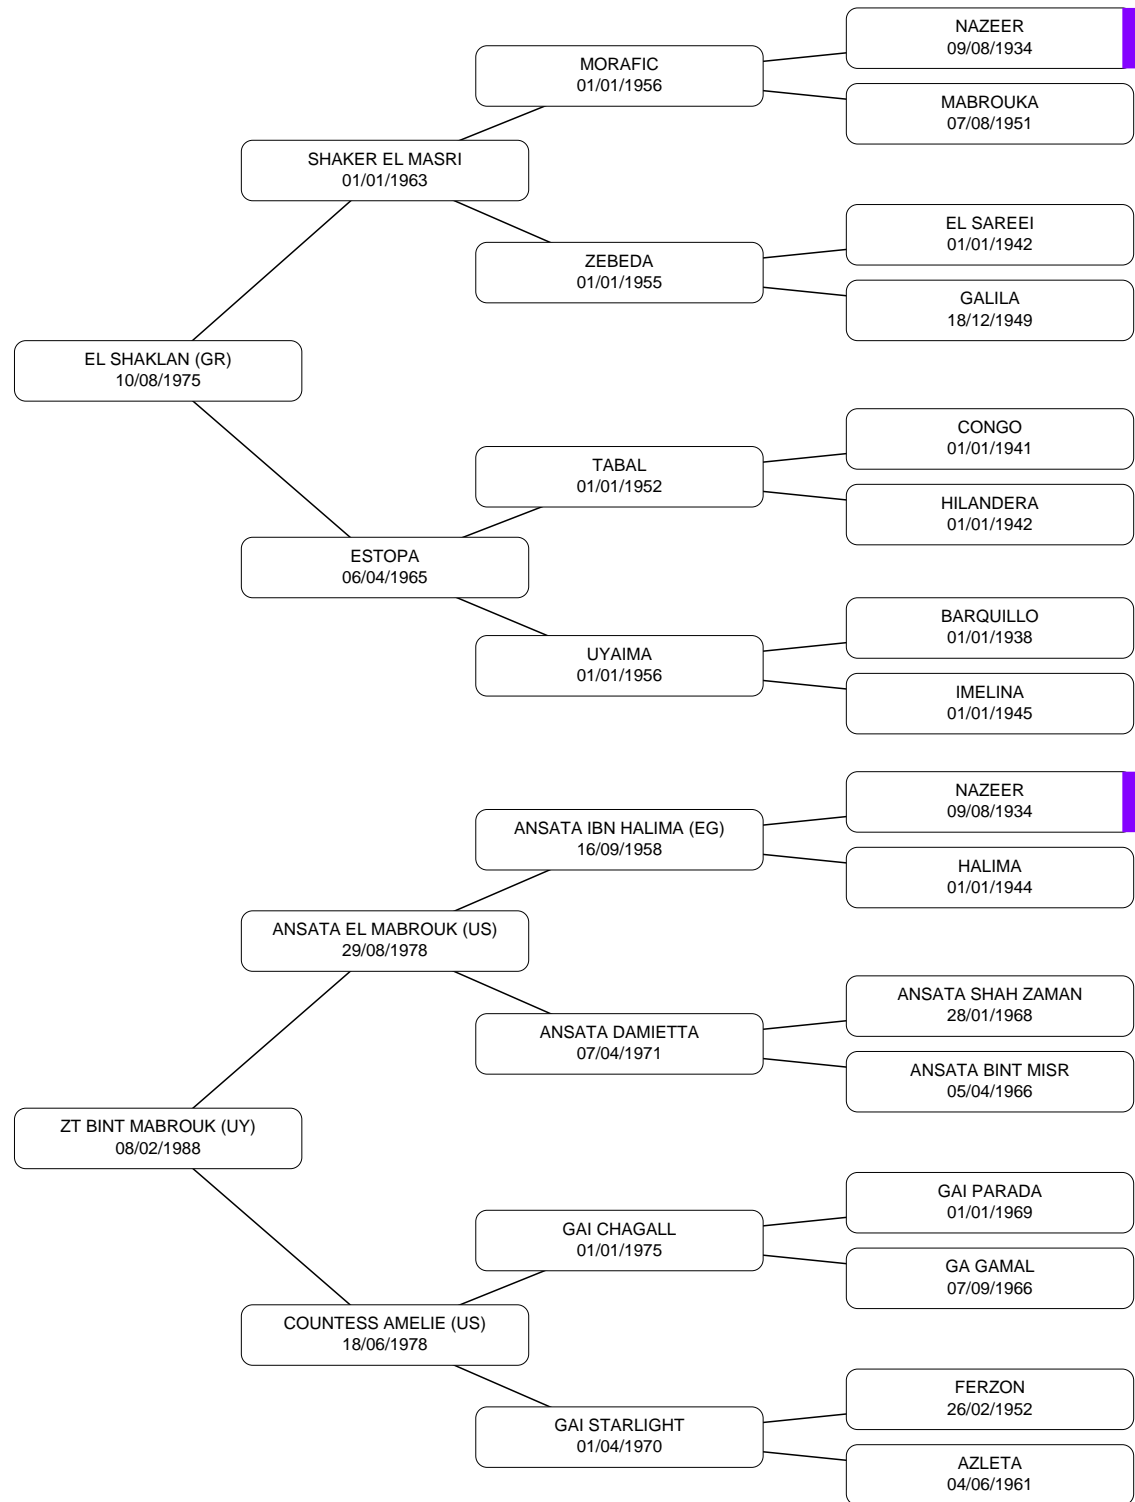 NAZEER
09/08/1934
MORAFIC
01/01/1956
MABROUKA
07/08/1951
SHAKER EL MASRI
01/01/1963
EL SAREEI
01/01/1942
ZEBEDA
01/01/1955
GALILA
18/12/1949
EL SHAKLAN (GR)
10/08/1975
CONGO
01/01/1941
TABAL
01/01/1952
HILANDERA
01/01/1942
ESTOPA
06/04/1965
BARQUILLO
01/01/1938
UYAIMA
01/01/1956
IMELINA
01/01/1945
NAZEER
09/08/1934
ANSATA IBN HALIMA (EG)
16/09/1958
HALIMA
01/01/1944
ANSATA EL MABROUK (US)
29/08/1978
ANSATA SHAH ZAMAN
28/01/1968
ANSATA DAMIETTA
07/04/1971
ANSATA BINT MISR
05/04/1966
ZT BINT MABROUK (UY)
08/02/1988
GAI PARADA
01/01/1969
GAI CHAGALL
01/01/1975
GA GAMAL
07/09/1966
COUNTESS AMELIE (US)
18/06/1978
FERZON
26/02/1952
GAI STARLIGHT
01/04/1970
AZLETA
04/06/1961